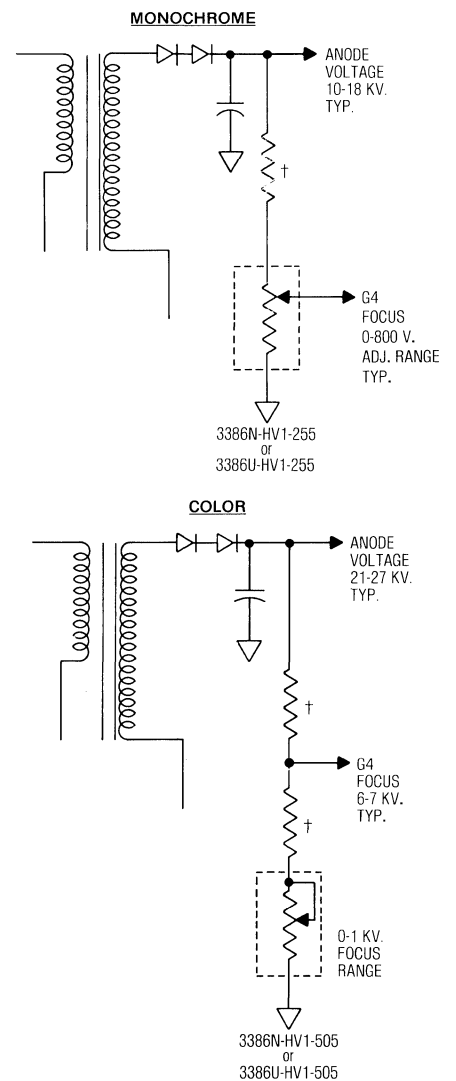 MONOCHROME
ANODE
VOLTAGE
10-18 KV.
TYP.
†
G4
FOCUS
0-800 V.
ADJ. RANGE
TYP.
3386N-HV1-255
or
3386U-HV1-255
COLOR
ANODE
VOLTAGE
21-27 KV.
TYP.
†
G4
FOCUS
6-7 KV.
TYP.
†
0-1 KV.
FOCUS
RANGE
3386N-HV1-505
or
3386U-HV1-505